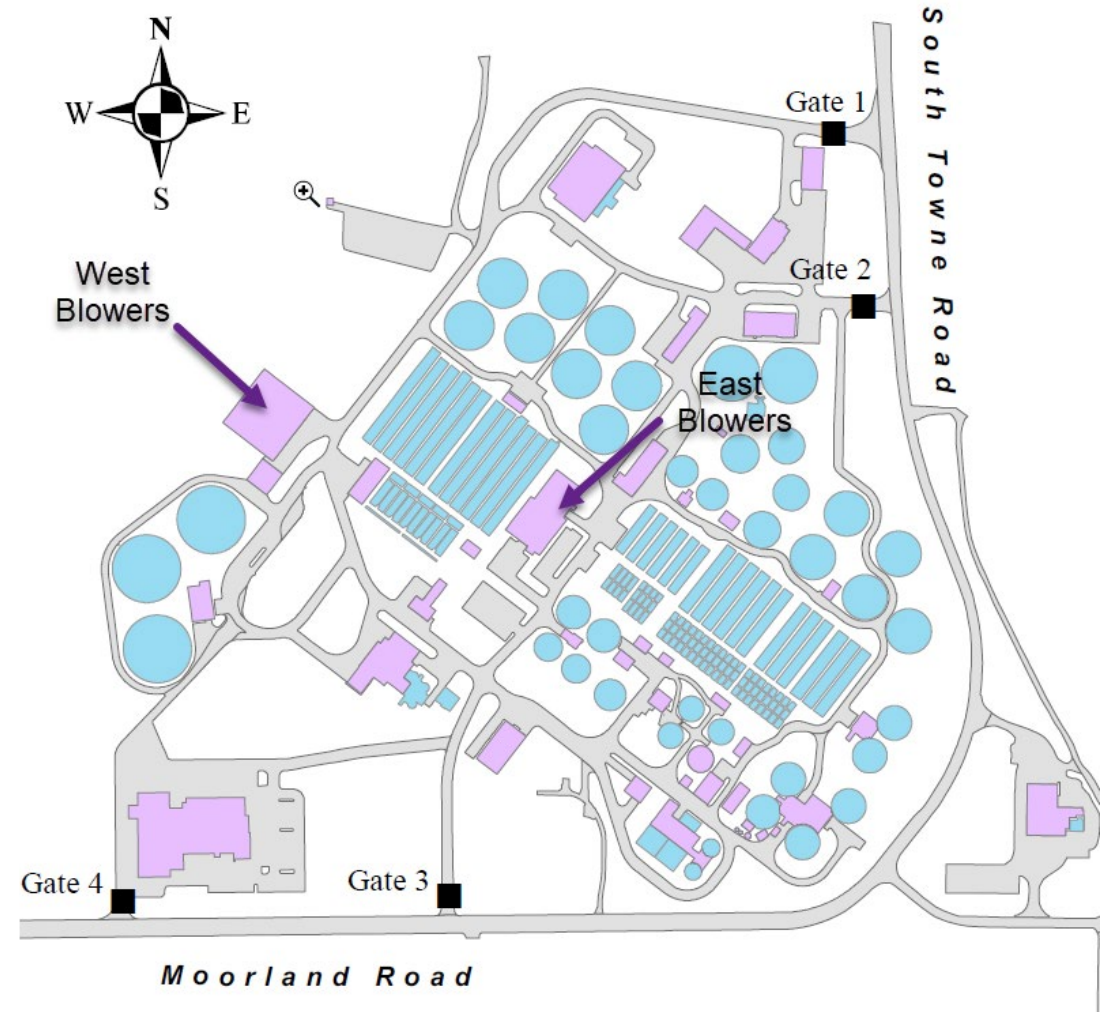 N
W
E
S
South Towne Road
Gate 1
Gate 2
West
Blowers
East
Blowers
Gate 4
Gate 3
Moorland Road